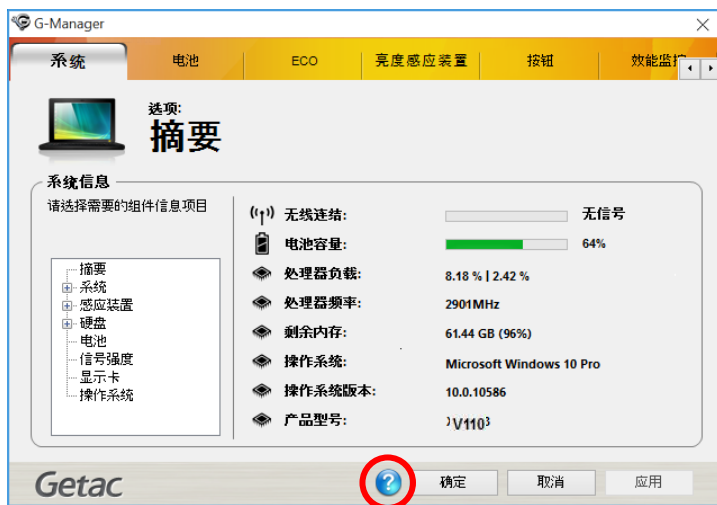 G-Manager
系统 电池 ECO 亮度感应装置 按钮 效能监控
选项:
摘要
系统信息
请选择需要的组件信息项目
摘要
系统
感应装置
硬盘
电池
信号强度
显示卡
操作系统
无线连结: 无信号
电池容量: 64%
处理器负载: 8.18 % | 2.42 %
处理器频率: 2901MHz
剩余内存: 61.44 GB (96%)
操作系统: Microsoft Windows 10 Pro
操作系统版本: 10.0.10586
产品型号: V110
Getac ? 确定 取消 应用